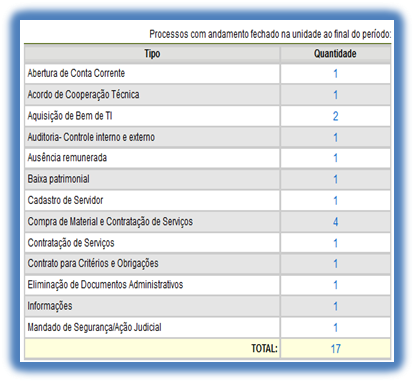 Processos com andamento fechado na unidade ao final do período:
Tipo Quantidade
Abertura de Conta Corrente 1
Acordo de Cooperação Técnica 1
Aquisição de Bem de TI 2
Auditoria- Controle interno e externo 1
Ausência remunerada 1
Baixa patrimonial 1
Cadastro de Servidor 1
Compra de Material e Contratação de Serviços 4
Contratação de Serviços 1
Contrato para Critérios e Obrigações 1
Eliminação de Documentos Administrativos 1
Informações 1
Mandado de Segurança/Ação Judicial 1
TOTAL: 17